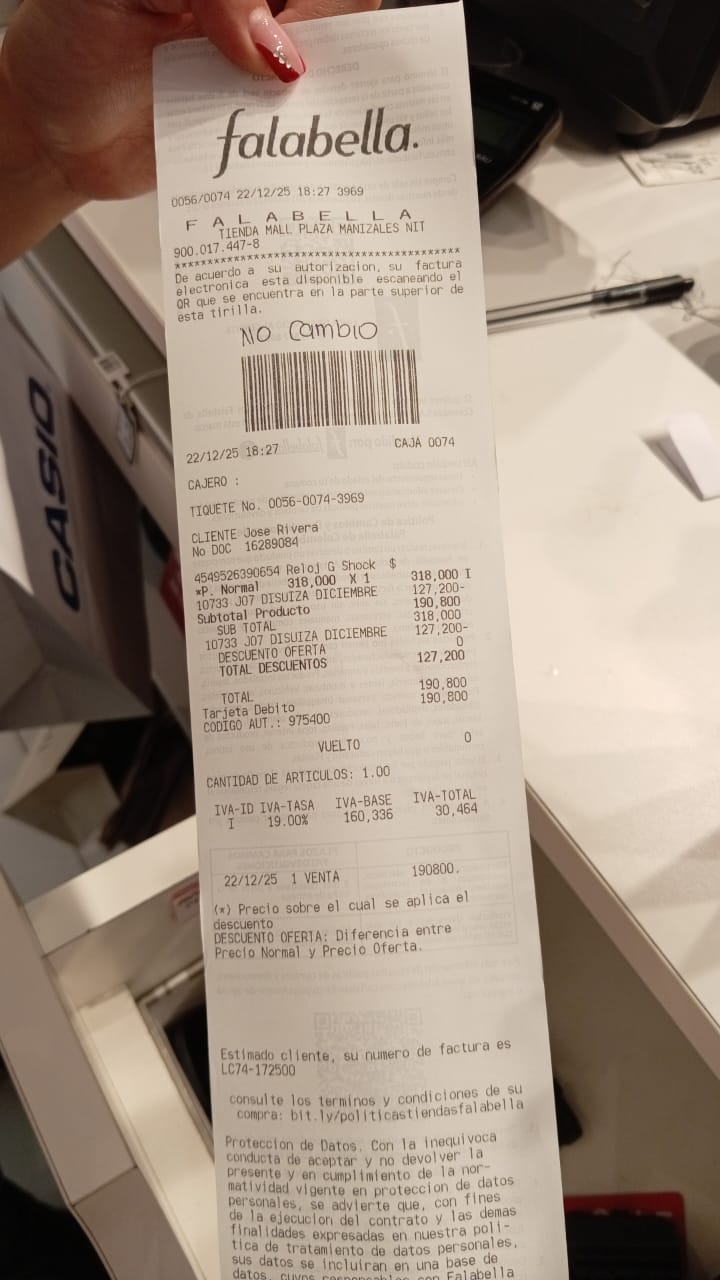 falabella.
0056/0074 22/12/25 18:27 3969
F A L A B E L L A
TIENDA MALL PLAZA MANIZALES NIT
900.017.447-8
******************************************
De acuerdo a su autorizacion, su factura
electronica esta disponible escaneando el
QR que se encuentra en la parte superior de
esta tirilla.
NO Cambio
22/12/25 18:27 CAJA 0074
CAJERO :
TIQUETE No. 0056-0074-3969
CLIENTE Jose Rivera
No DOC 16289084
4549526390654 Reloj G Shock $
*P. Normal 318,000 X 1 318,000 I
10733 J07 DISUIZA DICIEMBRE 127,200-
Subtotal Producto 190,800
SUB TOTAL 318,000
10733 J07 DISUIZA DICIEMBRE 127,200-
DESCUENTO OFERTA 0
TOTAL DESCUENTOS 127,200
TOTAL 190,800
Tarjeta Debito 190,800
CODIGO AUT.: 975400
VUELTO 0
CANTIDAD DE ARTICULOS: 1.00
IVA-ID IVA-TASA IVA-BASE IVA-TOTAL
I 19.00% 160,336 30,464
22/12/25 1 VENTA 190800.
(*) Precio sobre el cual se aplica el
descuento
DESCUENTO OFERTA: Diferencia entre
Precio Normal y Precio Oferta.
Estimado cliente, su numero de factura es
LC74-172500
consulte los terminos y condiciones de su
compra: bit.ly/politicastiendasfalabella
Proteccion de Datos. Con la inequivoca
conducta de aceptar y no devolver la
presente y en cumplimiento de la nor-
matividad vigente en proteccion de datos
personales, se advierte que, con fines
de la ejecucion del contrato y las demas
finalidades expresadas en nuestra poli-
tica de tratamiento de datos personales,
sus datos se incluiran en una base de
datos, cuyos responsables son Falabella
CASIO